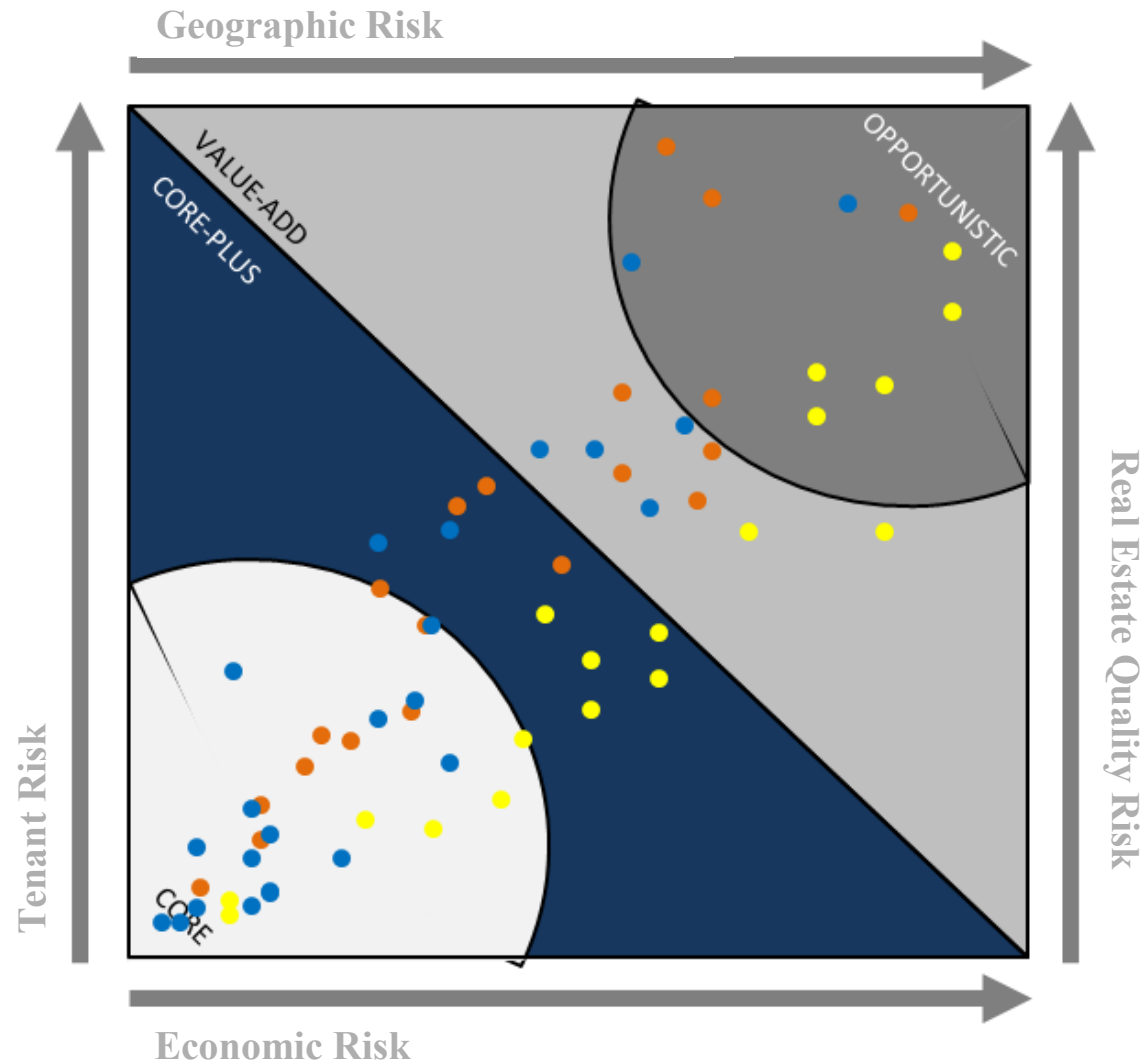 Geographic Risk
VALUE-ADD
CORE-PLUS
OPPORTUNISTIC
Tenant Risk
Real Estate Quality Risk
CORE
Economic Risk